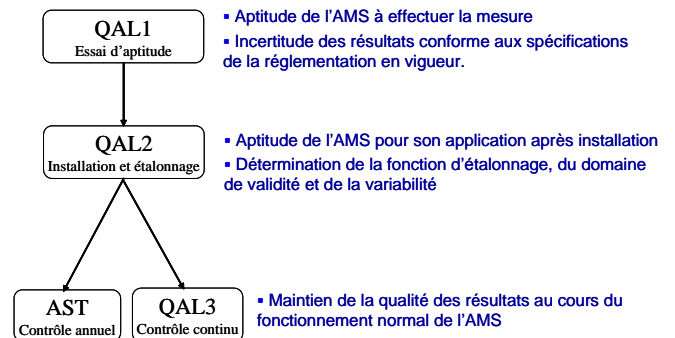 QAL1
Essai d'aptitude
▪ Aptitude de l'AMS à effectuer la mesure
▪ Incertitude des résultats conforme aux spécifications
de la réglementation en vigueur.
QAL2
Installation et étalonnage
▪ Aptitude de l'AMS pour son application après installation
▪ Détermination de la fonction d'étalonnage, du domaine
de validité et de la variabilité
AST
Contrôle annuel
QAL3
Contrôle continu
▪ Maintien de la qualité des résultats au cours du
fonctionnement normal de l'AMS